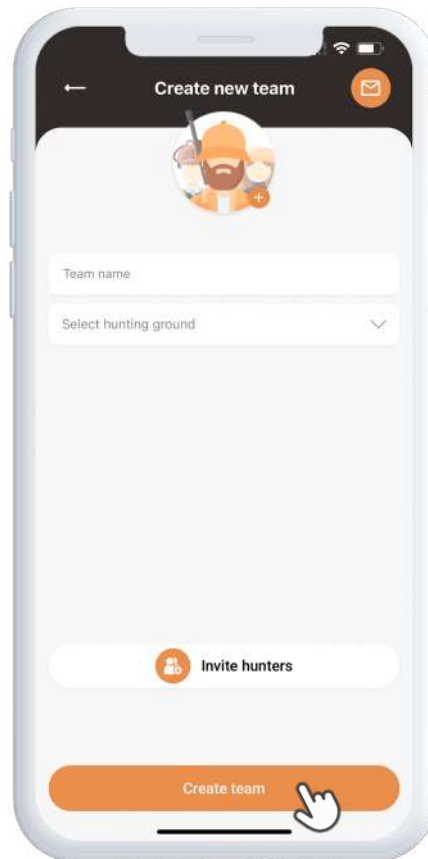 Create new team
Team name
Select hunting ground
Invite hunters
Create team